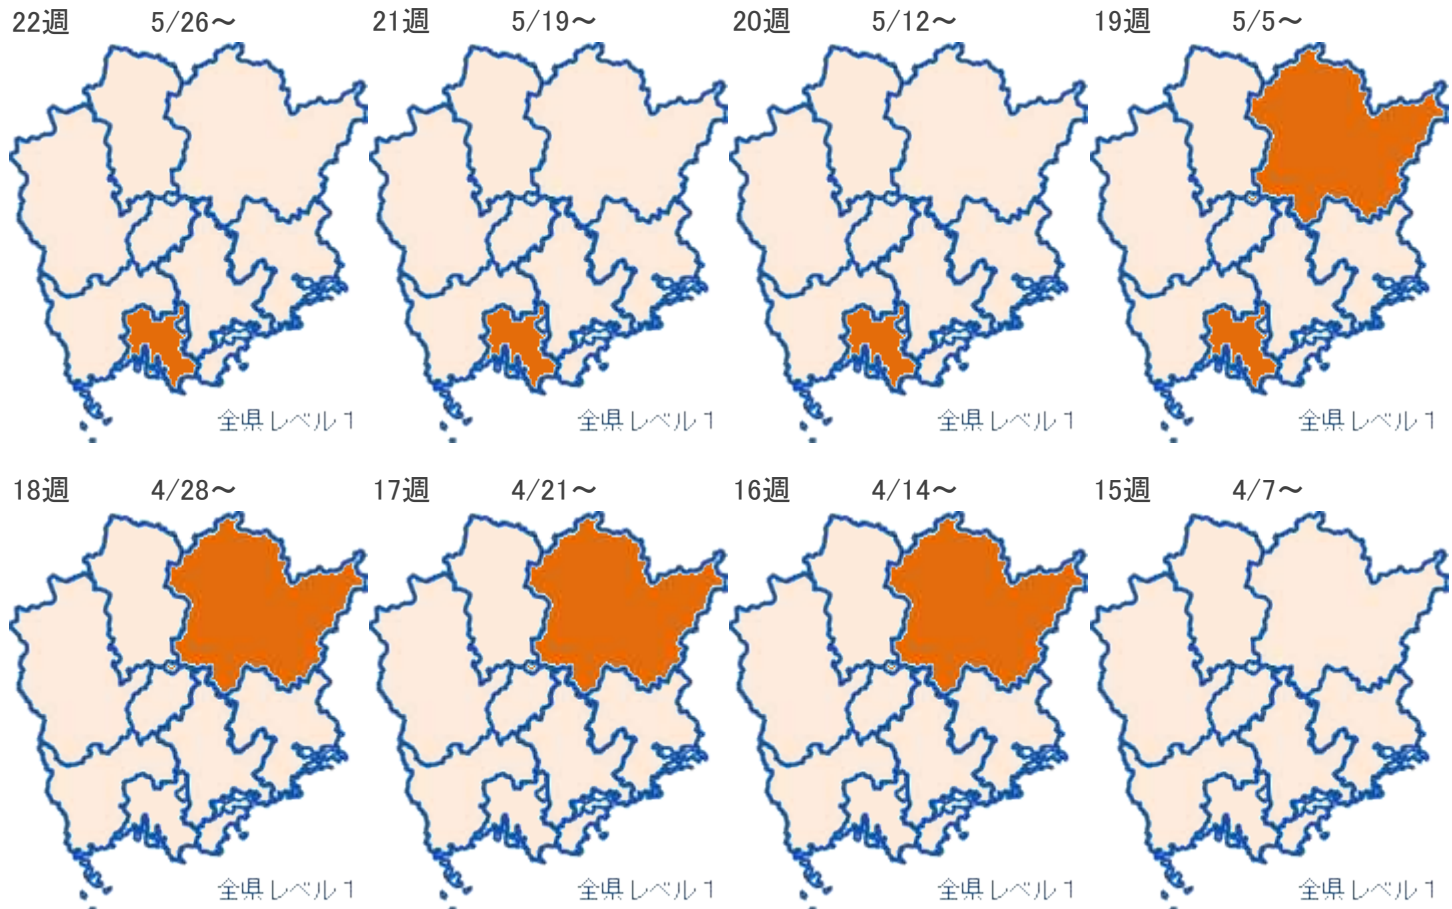 22週 5/26～
21週 5/19～
20週 5/12～
19週 5/5～
全県レベル1
全県レベル1
全県レベル1
全県レベル1
18週 4/28～
17週 4/21～
16週 4/14～
15週 4/7～
全県レベル1
全県レベル1
全県レベル1
全県レベル1